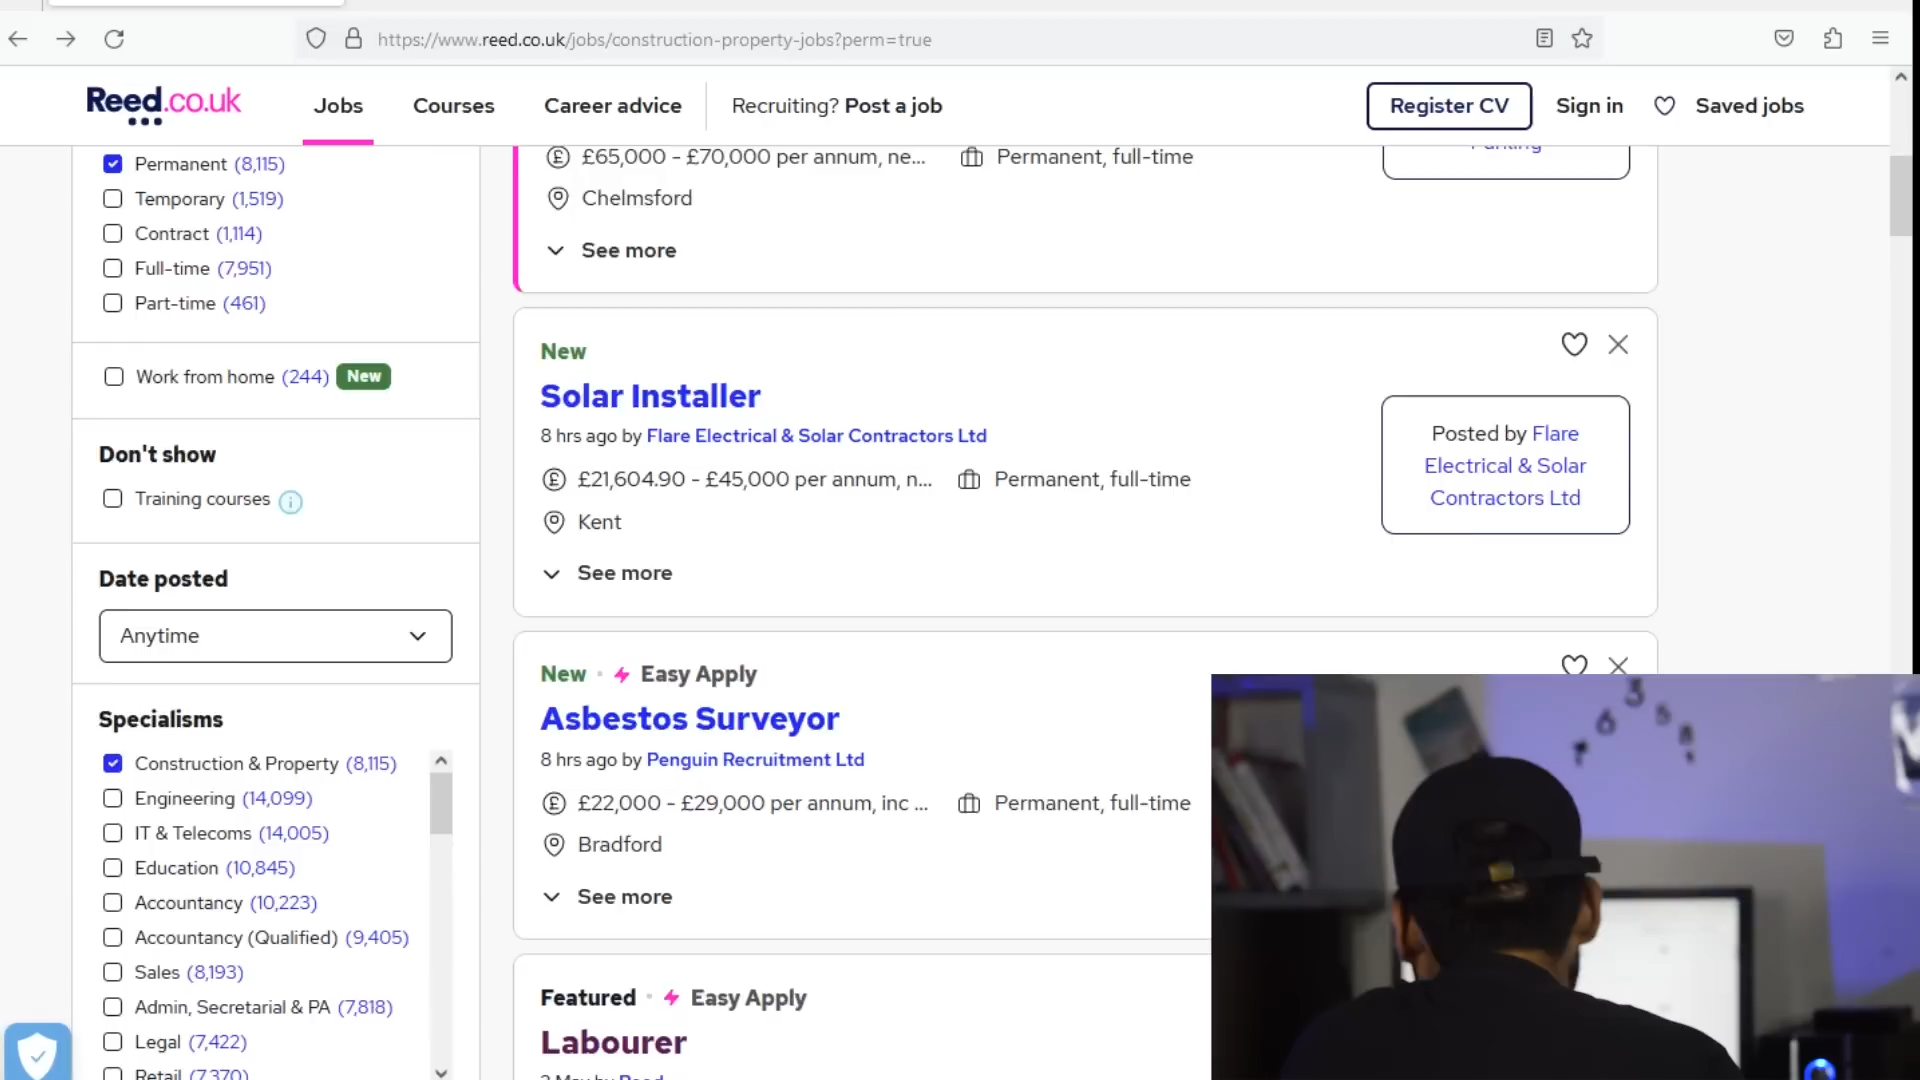 https://www.reed.co.uk/jobs/construction-property-jobs?perm=true
Reed.co.uk
Jobs
Courses
Career advice
Recruiting? Post a job
Register CV
Sign in
Saved jobs
Permanent (8,115)
Temporary (1,519)
Contract (1,114)
Full-time (7,951)
Part-time (461)
Work from home (244) New
Don't show
Training courses
Date posted
Anytime
Specialisms
Construction & Property (8,115)
Engineering (14,099)
IT & Telecoms (14,005)
Education (10,845)
Accountancy (10,223)
Accountancy (Qualified) (9,405)
Sales (8,193)
Admin, Secretarial & PA (7,818)
Legal (7,422)
Retail (7,370)
£65,000 - £70,000 per annum, ne...
Permanent, full-time
Chelmsford
See more
New
Solar Installer
8 hrs ago by Flare Electrical & Solar Contractors Ltd
£21,604.90 - £45,000 per annum, n...
Permanent, full-time
Kent
See more
Posted by Flare
Electrical & Solar
Contractors Ltd
New • Easy Apply
Asbestos Surveyor
8 hrs ago by Penguin Recruitment Ltd
£22,000 - £29,000 per annum, inc ...
Permanent, full-time
Bradford
See more
Featured • Easy Apply
Labourer
by Reed